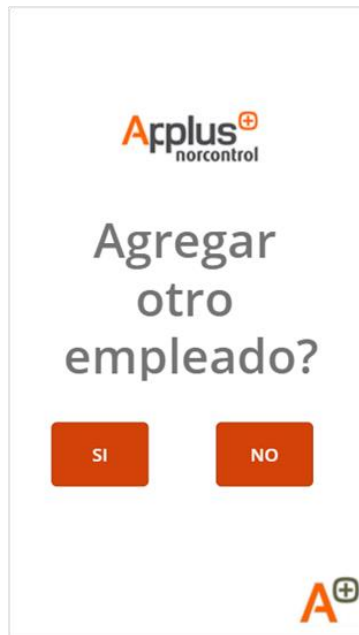 Applus+
norcontrol
Agregar
otro
empleado?
SI
NO
A+